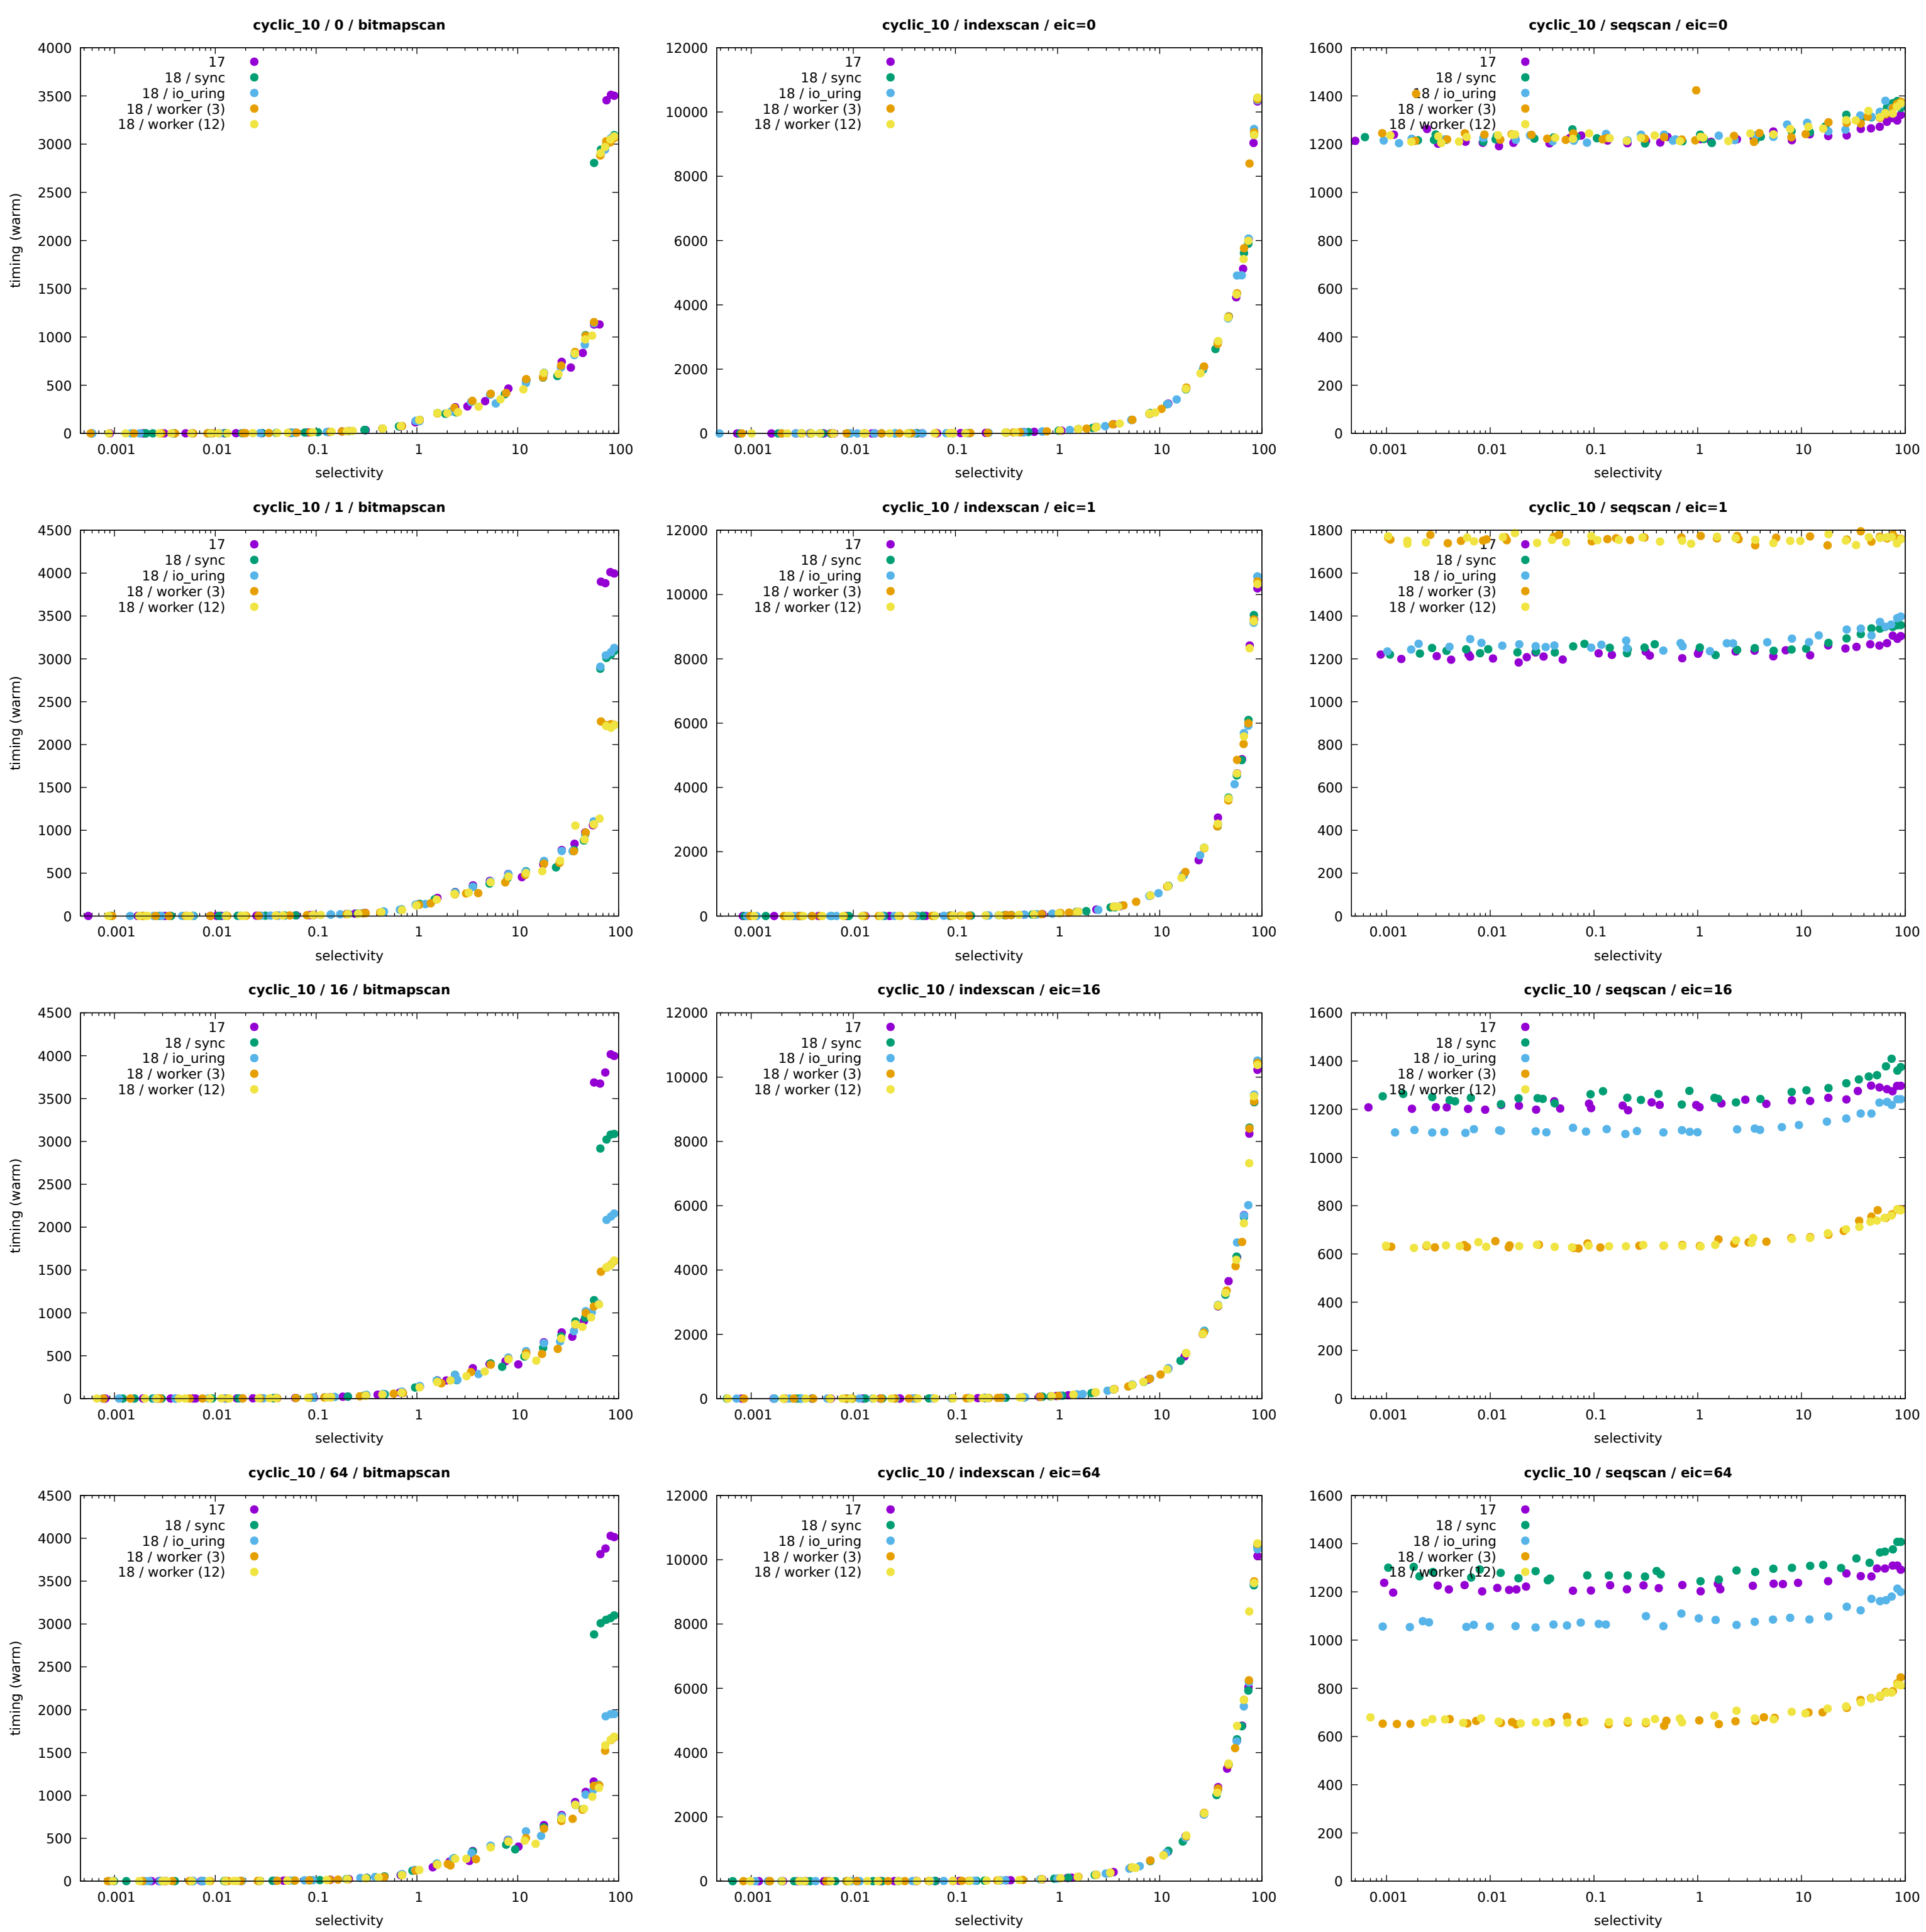 cyclic_10 / 0 / bitmapscan
timing (warm)
4000
3500
3000
2500
2000
1500
1000
500
0
17
18 / sync
18 / io_uring
18 / worker (3)
18 / worker (12)
0.001 0.01 0.1 1 10 100
selectivity
cyclic_10 / indexscan / eic=0
12000
10000
8000
6000
4000
2000
0
17
18 / sync
18 / io_uring
18 / worker (3)
18 / worker (12)
0.001 0.01 0.1 1 10 100
selectivity
cyclic_10 / seqscan / eic=0
1600
1400
1200
1000
800
600
400
200
0
17
18 / sync
18 / io_uring
18 / worker (3)
18 / worker (12)
0.001 0.01 0.1 1 10 100
selectivity
cyclic_10 / 1 / bitmapscan
timing (warm)
4500
4000
3500
3000
2500
2000
1500
1000
500
0
17
18 / sync
18 / io_uring
18 / worker (3)
18 / worker (12)
0.001 0.01 0.1 1 10 100
selectivity
cyclic_10 / indexscan / eic=1
12000
10000
8000
6000
4000
2000
0
17
18 / sync
18 / io_uring
18 / worker (3)
18 / worker (12)
0.001 0.01 0.1 1 10 100
selectivity
cyclic_10 / seqscan / eic=1
1800
1600
1400
1200
1000
800
600
400
200
0
17
18 / sync
18 / io_uring
18 / worker (3)
18 / worker (12)
0.001 0.01 0.1 1 10 100
selectivity
cyclic_10 / 16 / bitmapscan
timing (warm)
4500
4000
3500
3000
2500
2000
1500
1000
500
0
17
18 / sync
18 / io_uring
18 / worker (3)
18 / worker (12)
0.001 0.01 0.1 1 10 100
selectivity
cyclic_10 / indexscan / eic=16
12000
10000
8000
6000
4000
2000
0
17
18 / sync
18 / io_uring
18 / worker (3)
18 / worker (12)
0.001 0.01 0.1 1 10 100
selectivity
cyclic_10 / seqscan / eic=16
1600
1400
1200
1000
800
600
400
200
0
17
18 / sync
18 / io_uring
18 / worker (3)
18 / worker (12)
0.001 0.01 0.1 1 10 100
selectivity
cyclic_10 / 64 / bitmapscan
timing (warm)
4500
4000
3500
3000
2500
2000
1500
1000
500
0
17
18 / sync
18 / io_uring
18 / worker (3)
18 / worker (12)
0.001 0.01 0.1 1 10 100
selectivity
cyclic_10 / indexscan / eic=64
12000
10000
8000
6000
4000
2000
0
17
18 / sync
18 / io_uring
18 / worker (3)
18 / worker (12)
0.001 0.01 0.1 1 10 100
selectivity
cyclic_10 / seqscan / eic=64
1600
1400
1200
1000
800
600
400
200
0
17
18 / sync
18 / io_uring
18 / worker (3)
18 / worker (12)
0.001 0.01 0.1 1 10 100
selectivity